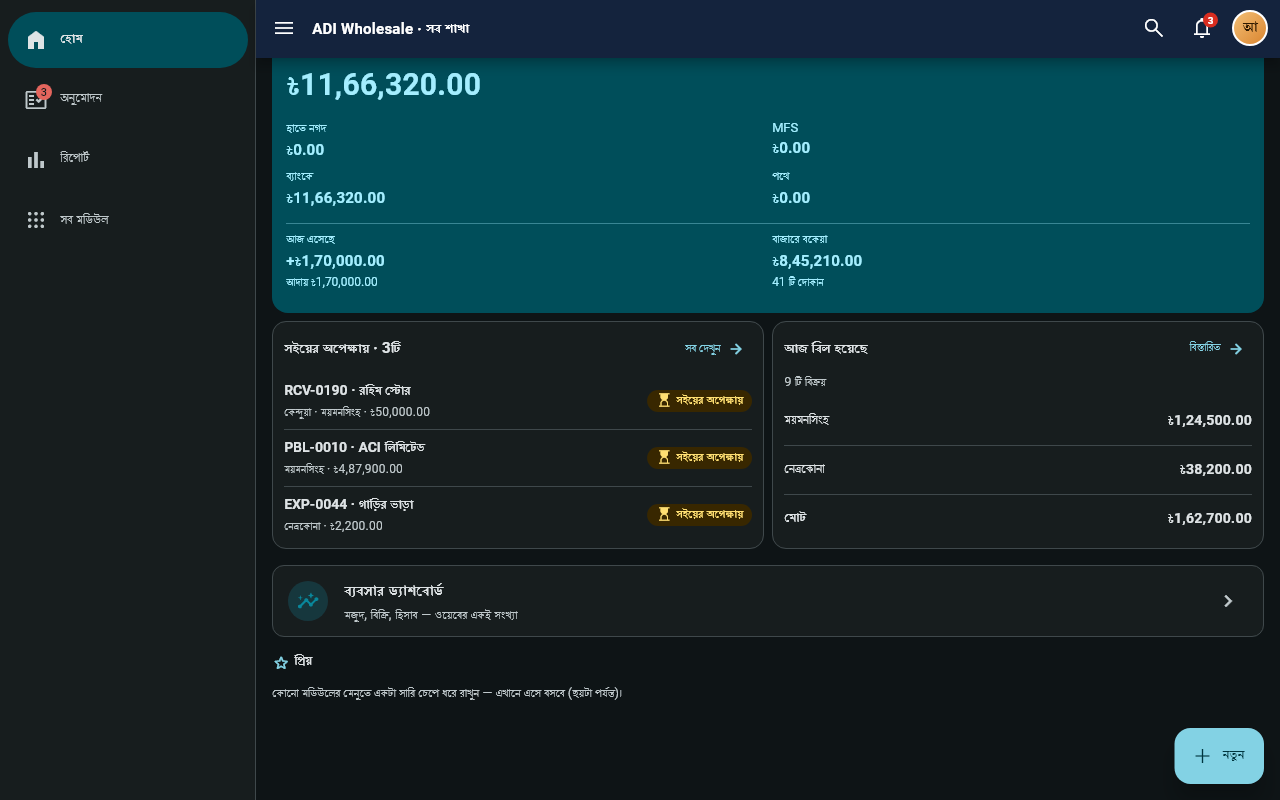 হোম
3
অনুমোদন
রিপোর্ট
সব মডিউল
ADI Wholesale · সব শাখা
3
আ
৳11,66,320.00
হাতে নগদ
৳0.00
MFS
৳0.00
ব্যাংকে
৳11,66,320.00
পথে
৳0.00
আজ এসেছে
+৳1,70,000.00
আদায় ৳1,70,000.00
বাজারে বকেয়া
৳8,45,210.00
41 টি দোকান
সইয়ের অপেক্ষায় · 3টি
সব দেখুন
RCV-0190 · রহিম স্টোর
কেন্দুয়া · ময়মনসিংহ · ৳50,000.00
সইয়ের অপেক্ষায়
PBL-0010 · ACI লিমিটেড
ময়মনসিংহ · ৳4,87,900.00
সইয়ের অপেক্ষায়
EXP-0044 · গাড়ির ভাড়া
নেত্রকোনা · ৳2,200.00
সইয়ের অপেক্ষায়
আজ বিল হয়েছে
বিস্তারিত
9 টি বিক্রয়
ময়মনসিংহ
৳1,24,500.00
নেত্রকোনা
৳38,200.00
মোট
৳1,62,700.00
ব্যবসার ড্যাশবোর্ড
মজুদ, বিক্রি, হিসাব — ওয়েবের একই সংখ্যা
প্রিয়
কোনো মডিউলের মেনুতে একটা সারি চেপে ধরে রাখুন — এখানে এসে বসবে (ছয়টা পর্যন্ত)।
নতুন